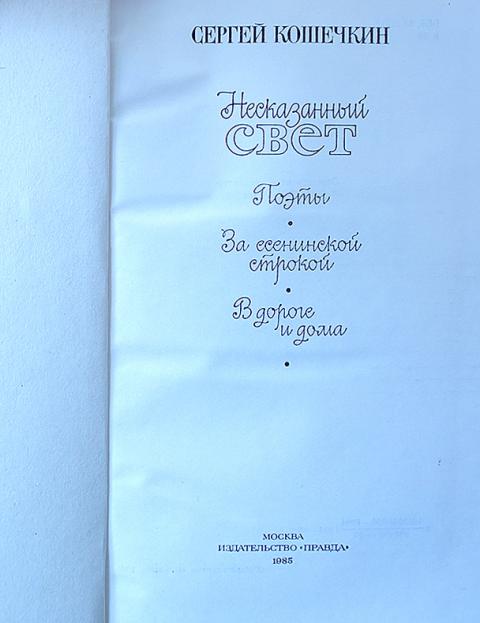 СЕРГЕЙ КОШЕЧКИН
Несказанный
СВЕТ
Поэты
•
За есенинской
строкой
•
В дороге
и дома
•
МОСКВА
ИЗДАТЕЛЬСТВО «ПРАВДА»
1985